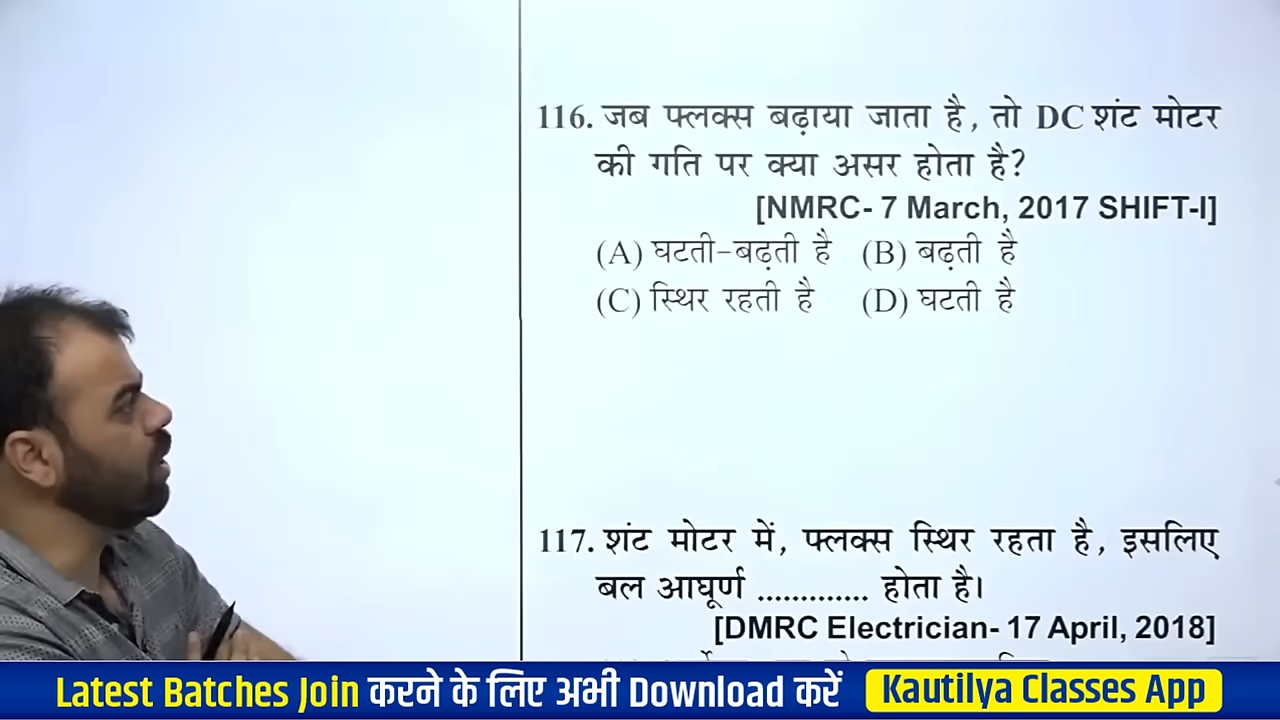 116. जब फ्लक्स बढ़ाया जाता है, तो DC शंट मोटर
की गति पर क्या असर होता है?
[NMRC- 7 March, 2017 SHIFT-I]
(A) घटती-बढ़ती है (B) बढ़ती है
(C) स्थिर रहती है (D) घटती है
117. शंट मोटर में, फ्लक्स स्थिर रहता है, इसलिए
बल आघूर्ण ............. होता है।
[DMRC Electrician- 17 April, 2018]
Latest Batches Join करने के लिए अभी Download करें Kautilya Classes App